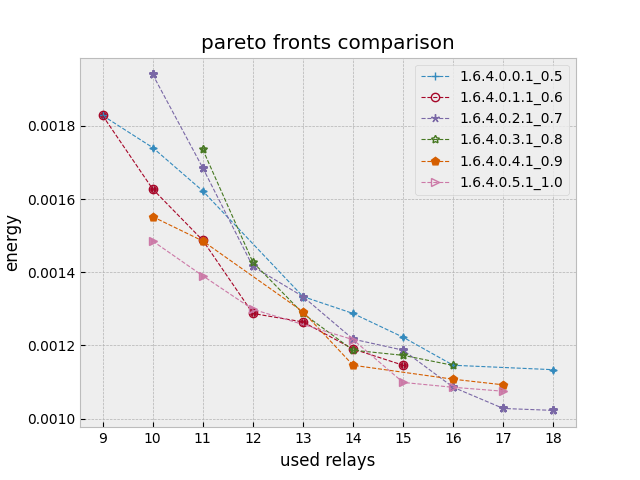 pareto fronts comparison
1.6.4.0.0.1_0.5
1.6.4.0.1.1_0.6
1.6.4.0.2.1_0.7
1.6.4.0.3.1_0.8
1.6.4.0.4.1_0.9
1.6.4.0.5.1_1.0
energy
0.0018
0.0016
0.0014
0.0012
0.0010
9 10 11 12 13 14 15 16 17 18
used relays